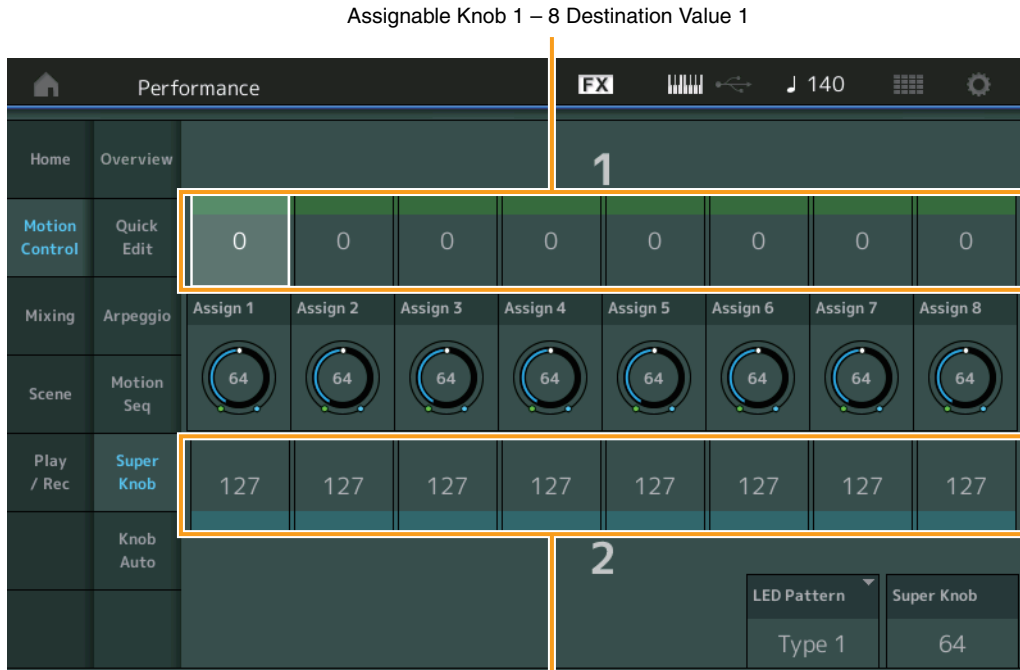 Assignable Knob 1 – 8 Destination Value 1
Performance
FX
140
Home
Overview
1
Motion
Control
Quick
Edit
0 0 0 0 0 0 0 0
Mixing
Arpeggio
Assign 1 Assign 2 Assign 3 Assign 4 Assign 5 Assign 6 Assign 7 Assign 8
64 64 64 64 64 64 64 64
Scene
Motion
Seq
Play
/ Rec
Super
Knob
127 127 127 127 127 127 127 127
Knob
Auto
2
LED Pattern
Super Knob
Type 1
64